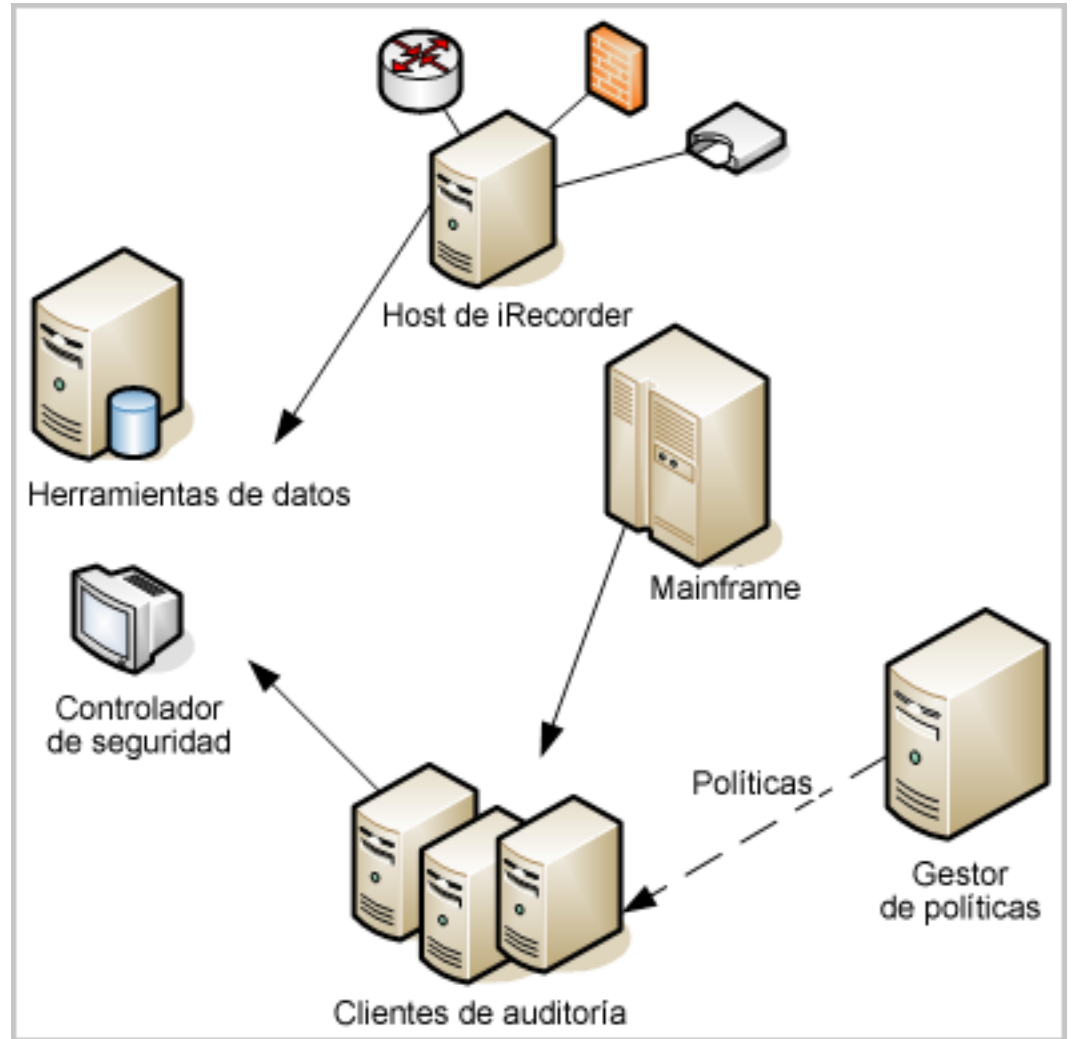 Host de iRecorder
Herramientas de datos
Mainframe
Controlador
de seguridad
Políticas
Gestor
de políticas
Clientes de auditoría